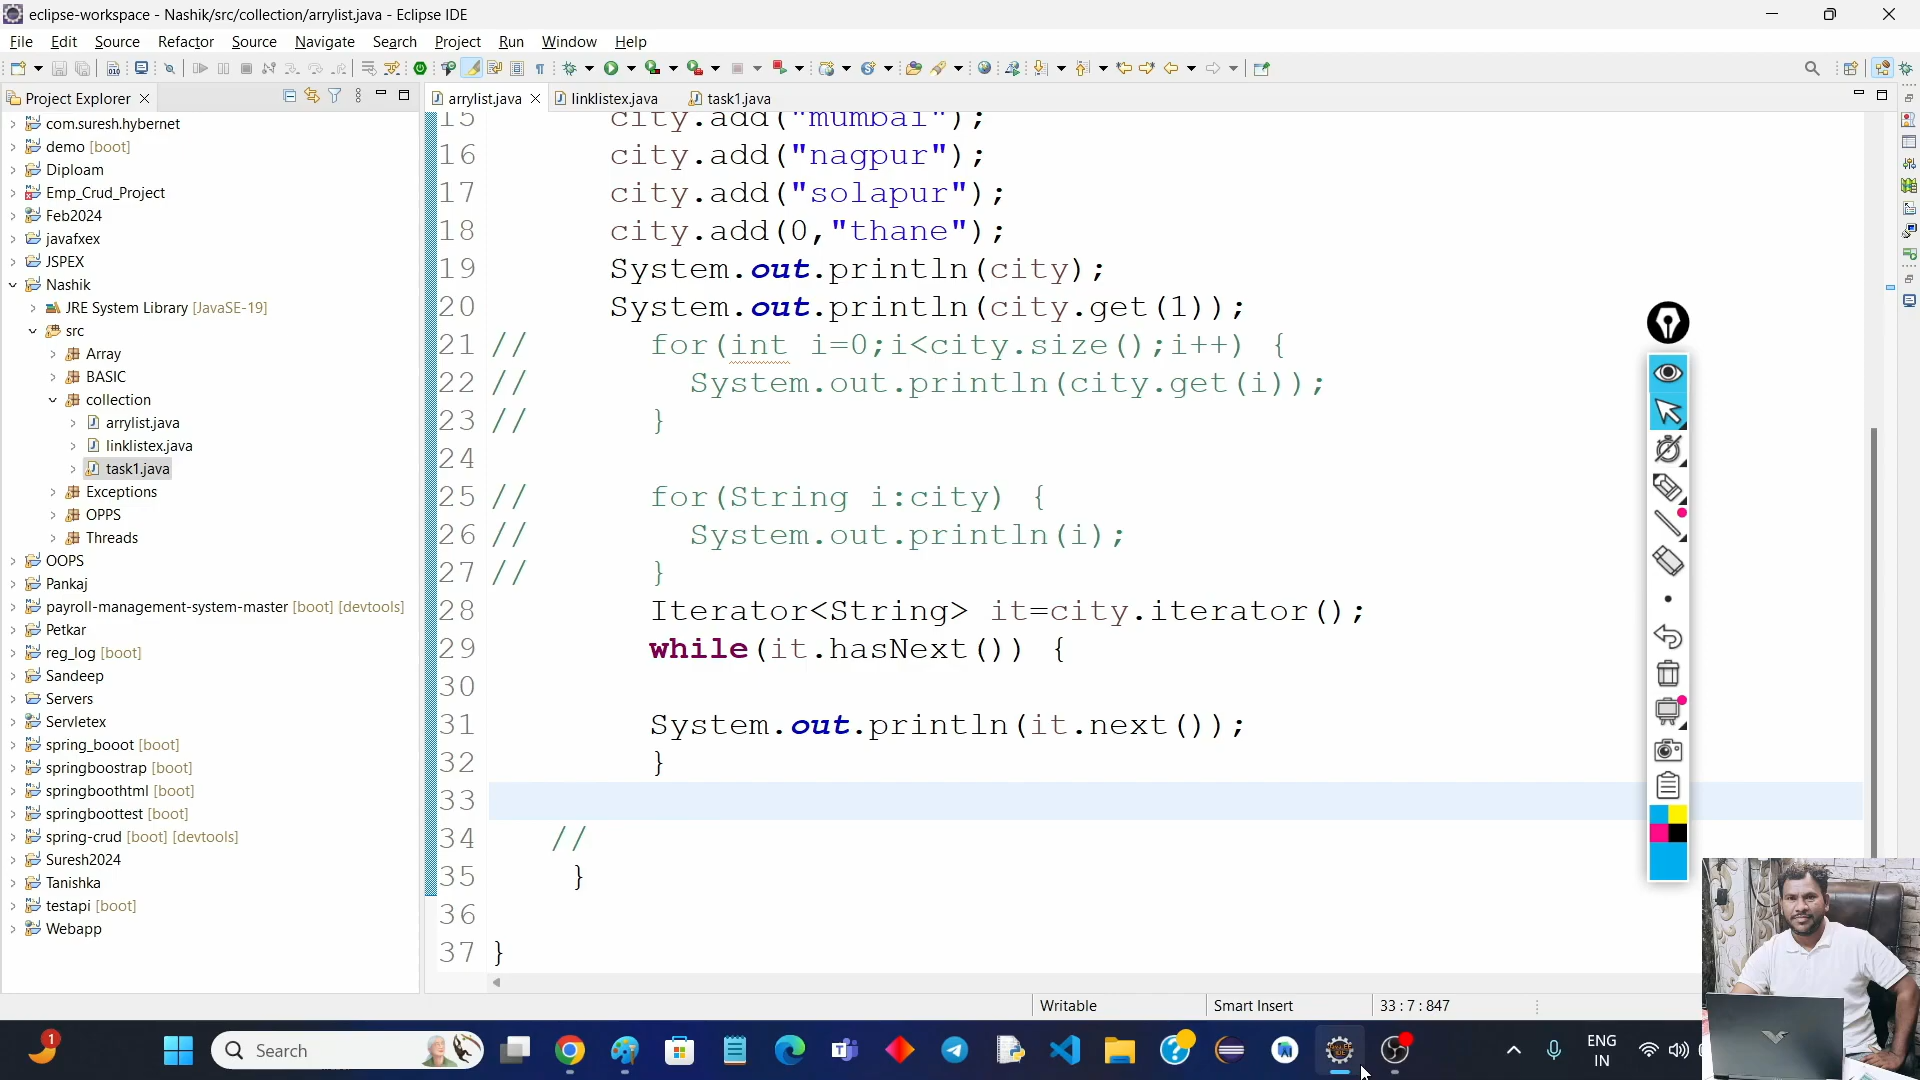 eclipse-workspace - Nashik/src/collection/arrylist.java - Eclipse IDE
File Edit Source Refactor Source Navigate Search Project Run Window Help
Project Explorer
arrylist.java linklistex.java task1.java
com.suresh.hybernet
demo [boot]
Diploam
Emp_Crud_Project
Feb2024
javafxex
JSPEX
Nashik
JRE System Library [JavaSE-19]
src
Array
BASIC
collection
arrylist.java
linklistex.java
task1.java
Exceptions
OPPS
Threads
OOPS
Pankaj
payroll-management-system-master [boot] [devtools]
Petkar
reg_log [boot]
Sandeep
Servers
Servletex
spring_booot [boot]
springboostrap [boot]
springboothtml [boot]
springboottest [boot]
spring-crud [boot] [devtools]
Suresh2024
Tanishka
testapi [boot]
Webapp
15 city.add("mumbai");
16 city.add("nagpur");
17 city.add("solapur");
18 city.add(0,"thane");
19 System.out.println(city);
20 System.out.println(city.get(1));
21 // for(int i=0;i<city.size();i++) {
22 // System.out.println(city.get(i));
23 // }
24
25 // for(String i:city) {
26 // System.out.println(i);
27 // }
28 Iterator<String> it=city.iterator();
29 while(it.hasNext()) {
30
31 System.out.println(it.next());
32 }
33
34 //
35 }
36
37 }
Writable Smart Insert 33 : 7 : 847
1 Search ENG
IN